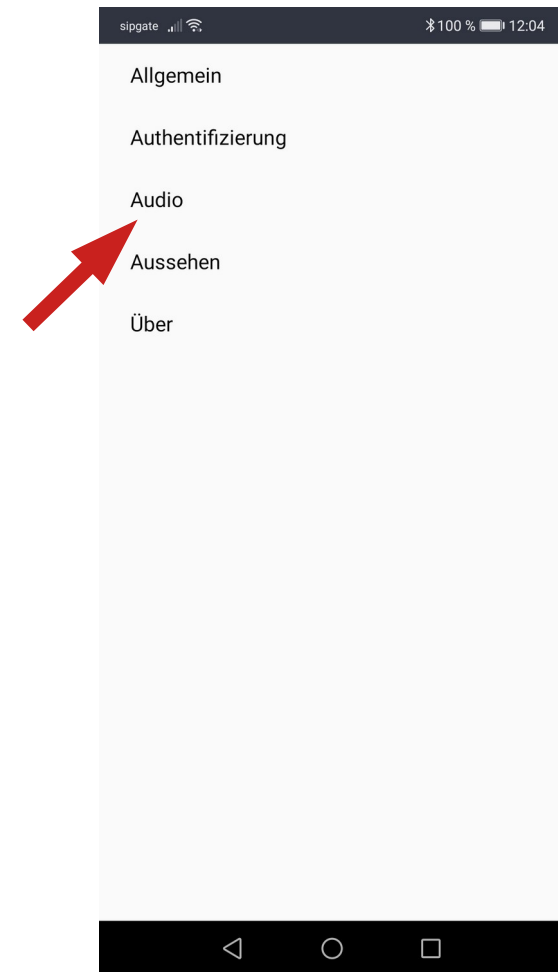 sipgate 100 % 12:04
Allgemein
Authentifizierung
Audio
Aussehen
Über